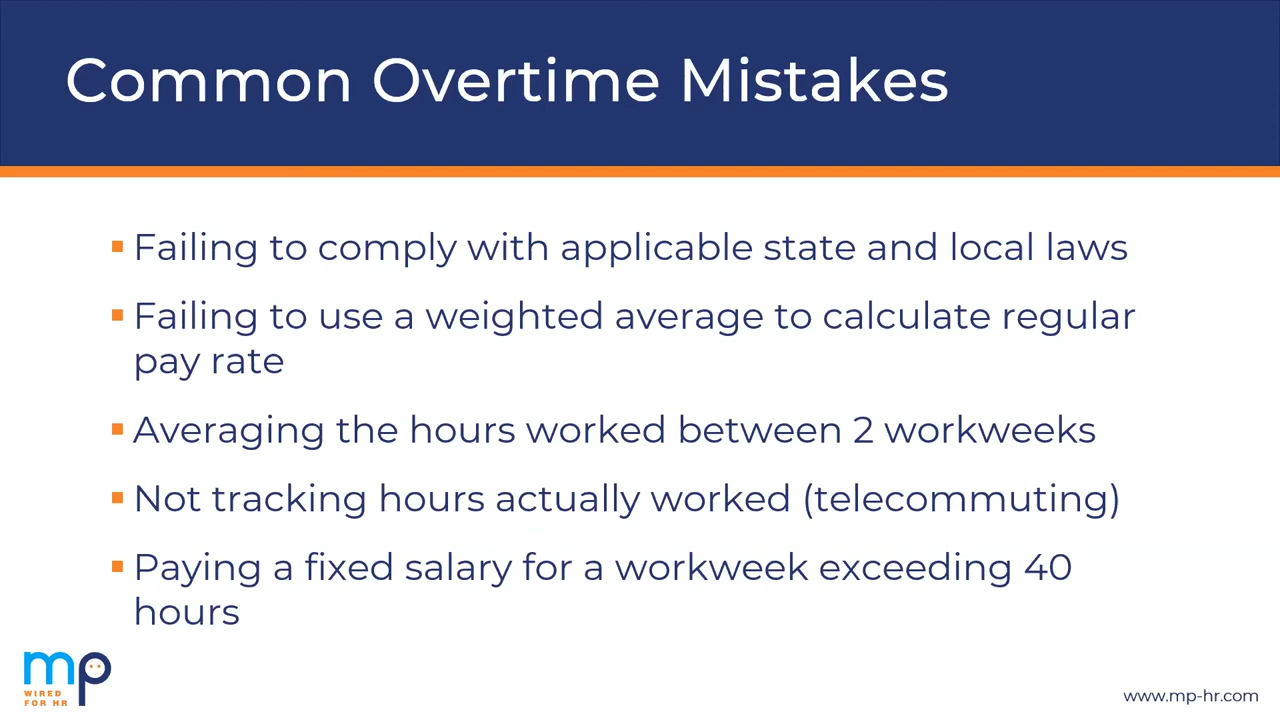 Common Overtime Mistakes
Failing to comply with applicable state and local laws
Failing to use a weighted average to calculate regular
pay rate
Averaging the hours worked between 2 workweeks
Not tracking hours actually worked (telecommuting)
Paying a fixed salary for a workweek exceeding 40
hours
mp
WIRED
FOR HR
www.mp-hr.com